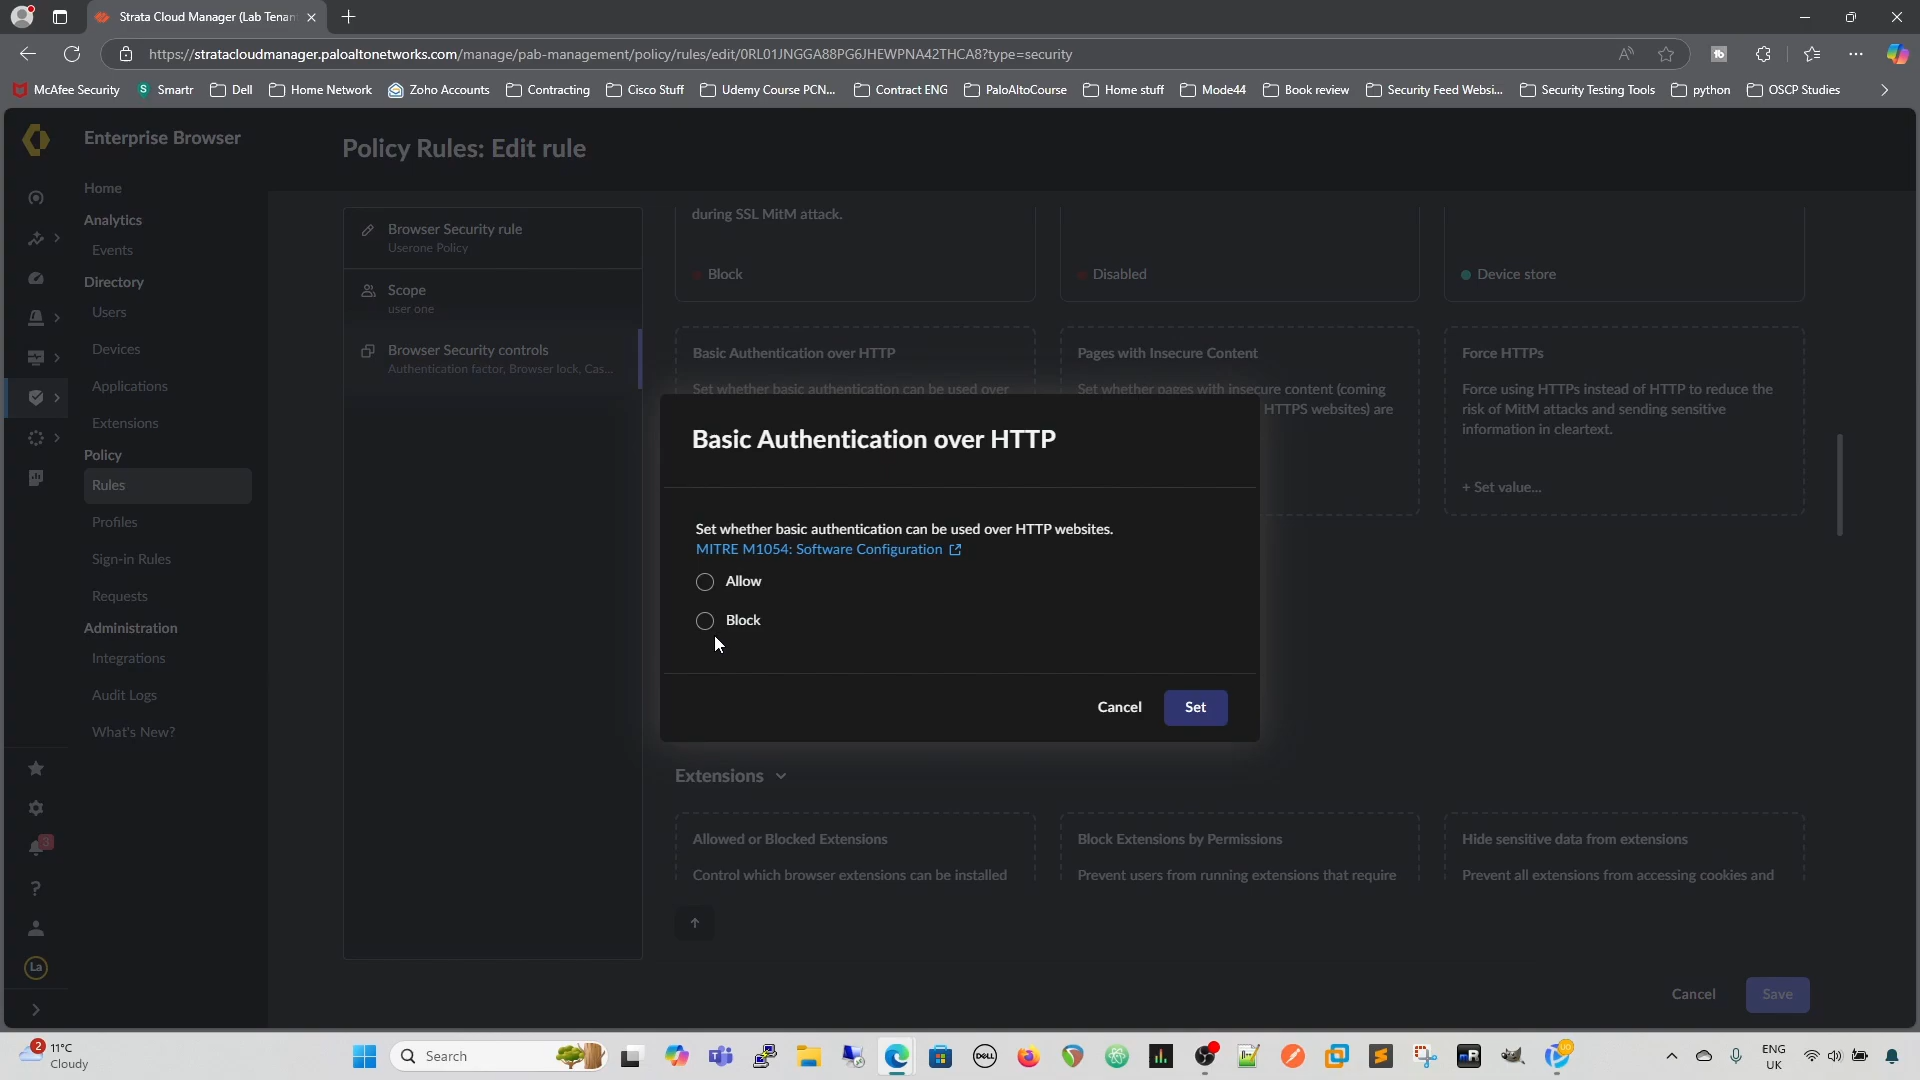 Strata Cloud Manager (Lab Tenan
https://stratacloudmanager.paloaltonetworks.com/manage/pab-management/policy/rules/edit/0RL01JNGGA88PG6JHEWPNA42THCA8?type=security
McAfee Security
Smartr
Dell
Home Network
Zoho Accounts
Contracting
Cisco Stuff
Udemy Course PCN...
Contract ENG
PaloAltoCourse
Home stuff
Mode44
Book review
Security Feed Websi...
Security Testing Tools
python
OSCP Studies
Enterprise Browser
Home
Analytics
Events
Directory
Users
Devices
Applications
Extensions
Policy
Rules
Profiles
Sign-in Rules
Requests
Administration
Integrations
Audit Logs
What's New?
3
La
Policy Rules: Edit rule
Browser Security rule
Userone Policy
Scope
user one
Browser Security controls
Authentication factor, Browser lock, Cas...
during SSL MitM attack.
Block
Disabled
Device store
Basic Authentication over HTTP
Set whether basic authentication can be used over
Pages with Insecure Content
Set whether pages with insecure content (coming
HTTPS websites) are
Force HTTPs
Force using HTTPs instead of HTTP to reduce the
risk of MitM attacks and sending sensitive
information in cleartext.
+ Set value...
Basic Authentication over HTTP
Set whether basic authentication can be used over HTTP websites.
MITRE M1054: Software Configuration
Allow
Block
Cancel
Set
Extensions
Allowed or Blocked Extensions
Control which browser extensions can be installed
Block Extensions by Permissions
Prevent users from running extensions that require
Hide sensitive data from extensions
Prevent all extensions from accessing cookies and
Cancel
Save
2
11°C
Cloudy
Search
DELL
ENG
UK